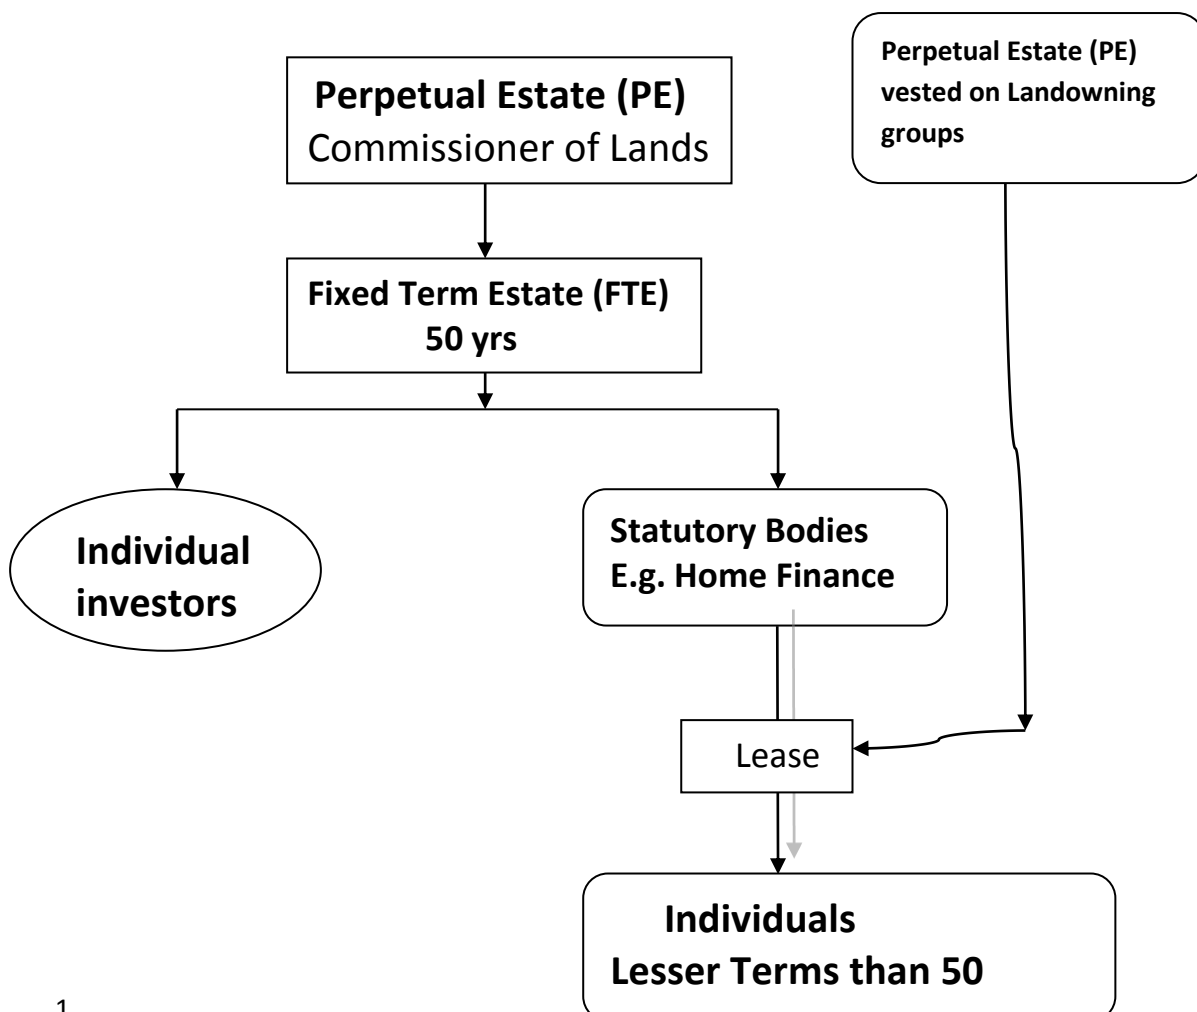 Perpetual Estate (PE)
Commissioner of Lands
Perpetual Estate (PE)
vested on Landowning
groups
Fixed Term Estate (FTE)
50 yrs
Individual
investors
Statutory Bodies
E.g. Home Finance
Lease
Individuals
Lesser Terms than 50
1